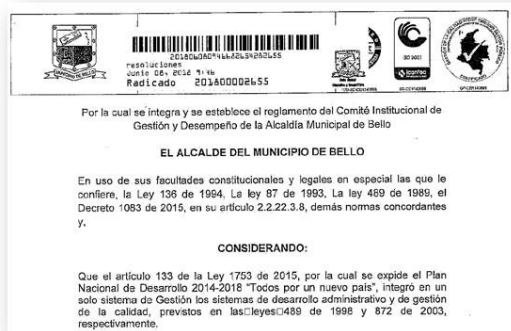 resoluciones
Junio 08, 2018 9:46
Radicado 201800002655
ISO 9001
icontec
Por la cual se integra y se establece el reglamento del Comité Institucional de
Gestión y Desempeño de la Alcaldía Municipal de Bello
EL ALCALDE DEL MUNICIPIO DE BELLO
En uso de sus facultades constitucionales y legales en especial las que le
confiere, la Ley 136 de 1994, La ley 87 de 1993, La ley 489 de 1989, el
Decreto 1083 de 2015, en su artículo 2.2.22.3.8, demás normas concordantes
y,
CONSIDERANDO:
Que el artículo 133 de la Ley 1753 de 2015, por la cual se expide el Plan
Nacional de Desarrollo 2014-2018 "Todos por un nuevo país", integró en un
solo sistema de Gestión los sistemas de desarrollo administrativo y de gestión
de la calidad, previstos en las□leyes□489 de 1998 y 872 de 2003,
respectivamente.